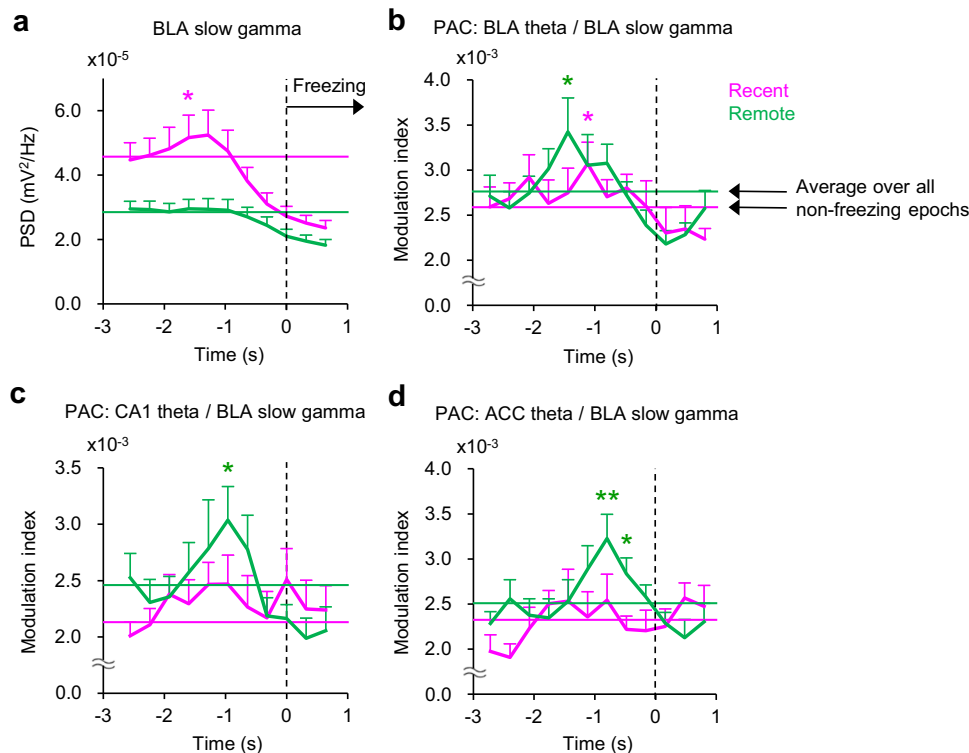 a
BLA slow gamma
x10-5
Freezing
*
6.0
4.0
2.0
0.0
PSD (mV2/Hz)
-3 -2 -1 0 1
Time (s)
b
PAC: BLA theta / BLA slow gamma
x10-3
4.0
3.5
3.0
2.5
2.0
0.0
Modulation index
*
*
Recent
Remote
Average over all
non-freezing epochs
-3 -2 -1 0 1
Time (s)
c
PAC: CA1 theta / BLA slow gamma
x10-3
3.5
3.0
2.5
2.0
0.0
Modulation index
*
-3 -2 -1 0 1
Time (s)
d
PAC: ACC theta / BLA slow gamma
x10-3
4.0
3.5
3.0
2.5
2.0
0.0
Modulation index
**
*
-3 -2 -1 0 1
Time (s)